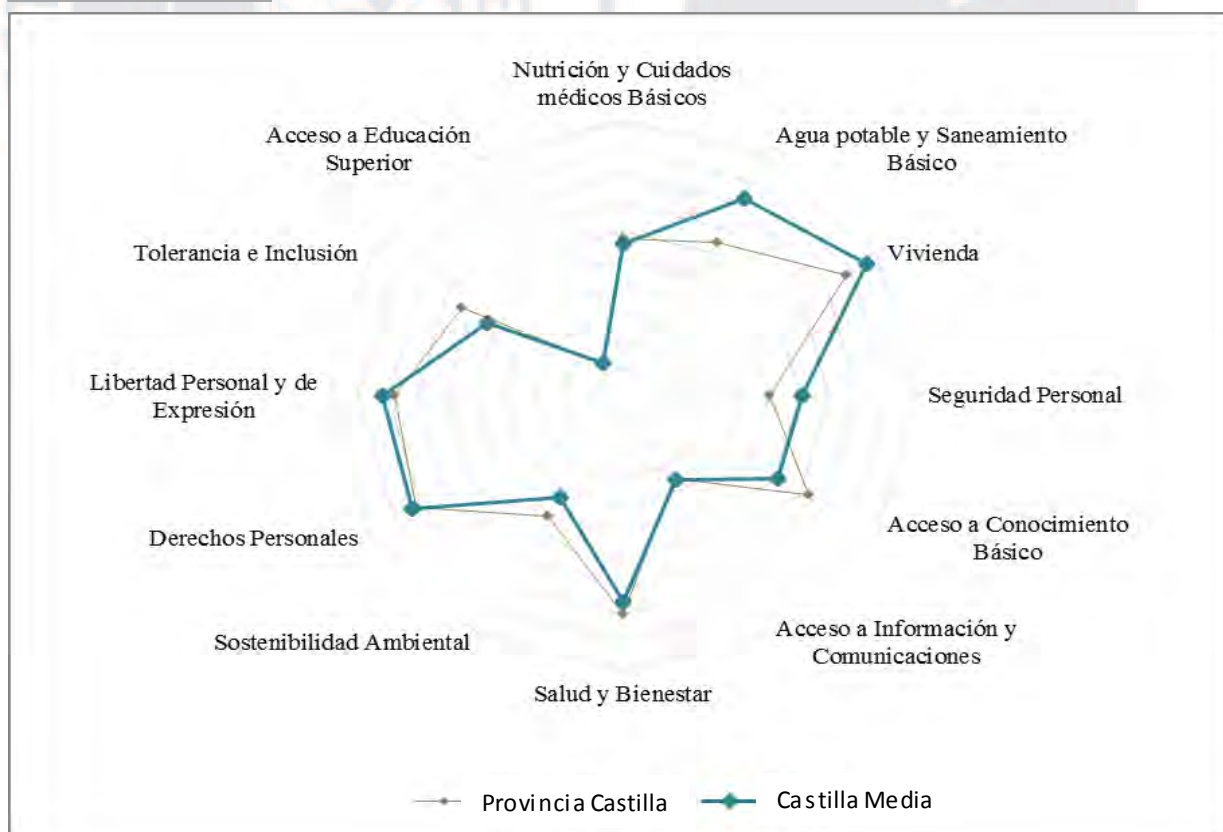 Nutrición y Cuidados
médicos Básicos
Agua potable y Saneamiento
Básico
Vivienda
Seguridad Personal
Acceso a Conocimiento
Básico
Acceso a Información y
Comunicaciones
Salud y Bienestar
Sostenibilidad Ambiental
Derechos Personales
Libertad Personal y de
Expresión
Tolerancia e Inclusión
Acceso a Educación
Superior
Provincia Castilla
Castilla Media